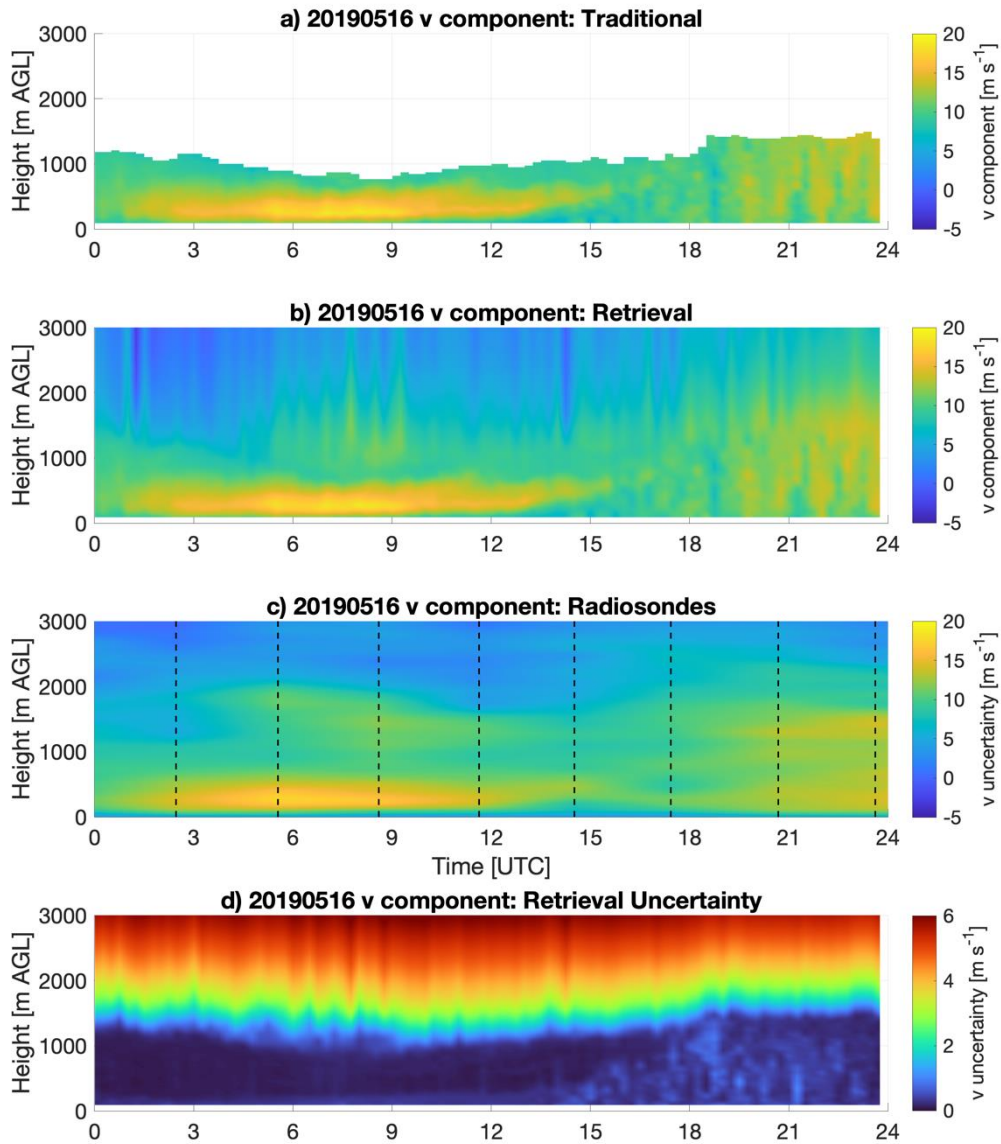 a) 20190516 v component: Traditional
Height [m AGL]
3000
2000
1000
0
0 3 6 9 12 15 18 21 24
20
15
10
5
0
-5
v component [m s-1]
b) 20190516 v component: Retrieval
Height [m AGL]
3000
2000
1000
0
0 3 6 9 12 15 18 21 24
20
15
10
5
0
-5
v component [m s-1]
c) 20190516 v component: Radiosondes
Height [m AGL]
3000
2000
1000
0
0 3 6 9 12 15 18 21 24
Time [UTC]
20
15
10
5
0
-5
v uncertainty [m s-1]
d) 20190516 v component: Retrieval Uncertainty
Height [m AGL]
3000
2000
1000
0
0 3 6 9 12 15 18 21 24
6
4
2
0
v uncertainty [m s-1]